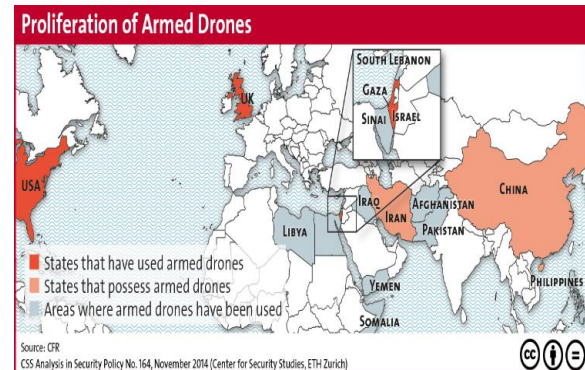 Proliferation of Armed Drones
SOUTH LEBANON
GAZA
SINAI
ISRAEL
UK
USA
LIBYA
IRAQ
IRAN
AFGHANISTAN
PAKISTAN
CHINA
YEMEN
SOMALIA
PHILIPPINES
States that have used armed drones
States that possess armed drones
Areas where armed drones have been used
Source: CFR
CSS Analysis in Security Policy No. 164, November 2014 (Center for Security Studies, ETH Zurich)
cc